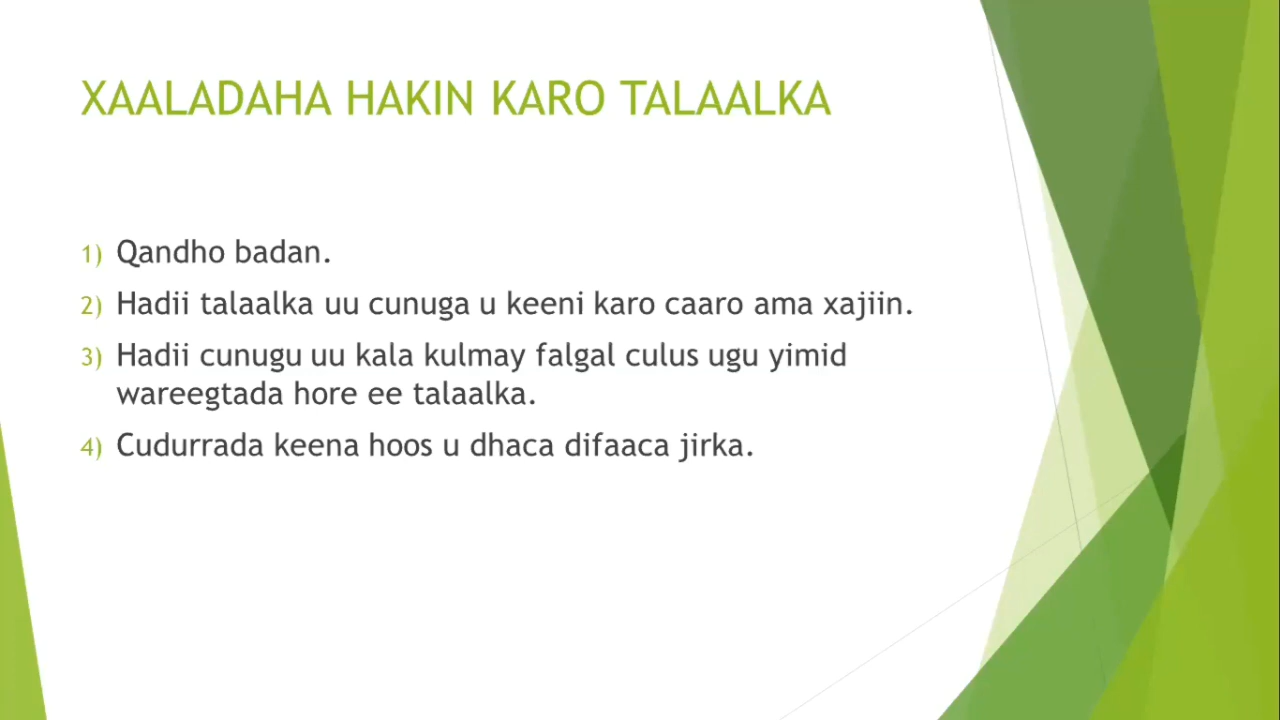 XAALADAHA HAKIN KARO TALAALKA
1) Qandho badan.
2) Hadii talaalka uu cunuga u keeni karo caaro ama xajiin.
3) Hadii cunugu uu kala kulmay falgal culus ugu yimid
wareegtada hore ee talaalka.
4) Cudurrada keena hoos u dhaca difaaca jirka.